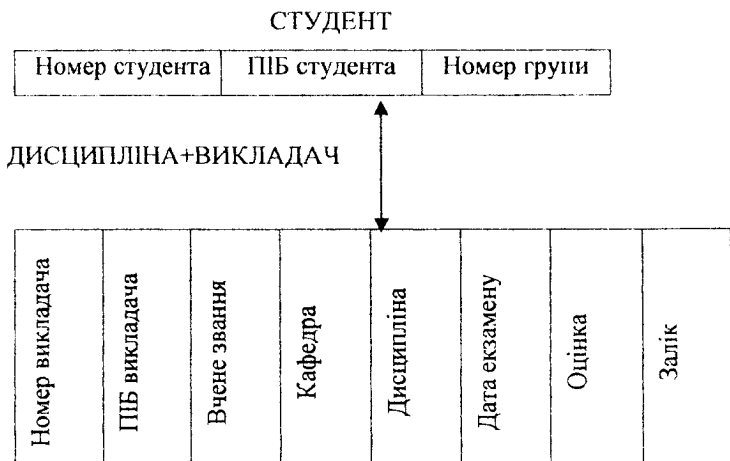 СТУДЕНТ
Номер студента ПІБ студента Номер групи
ДИСЦИПЛІНА+ВИКЛАДАЧ
Номер викладача
ПІБ викладача
Вчене звання
Кафедра
Дисципліна
Дата екзамену
Оцінка
Залік